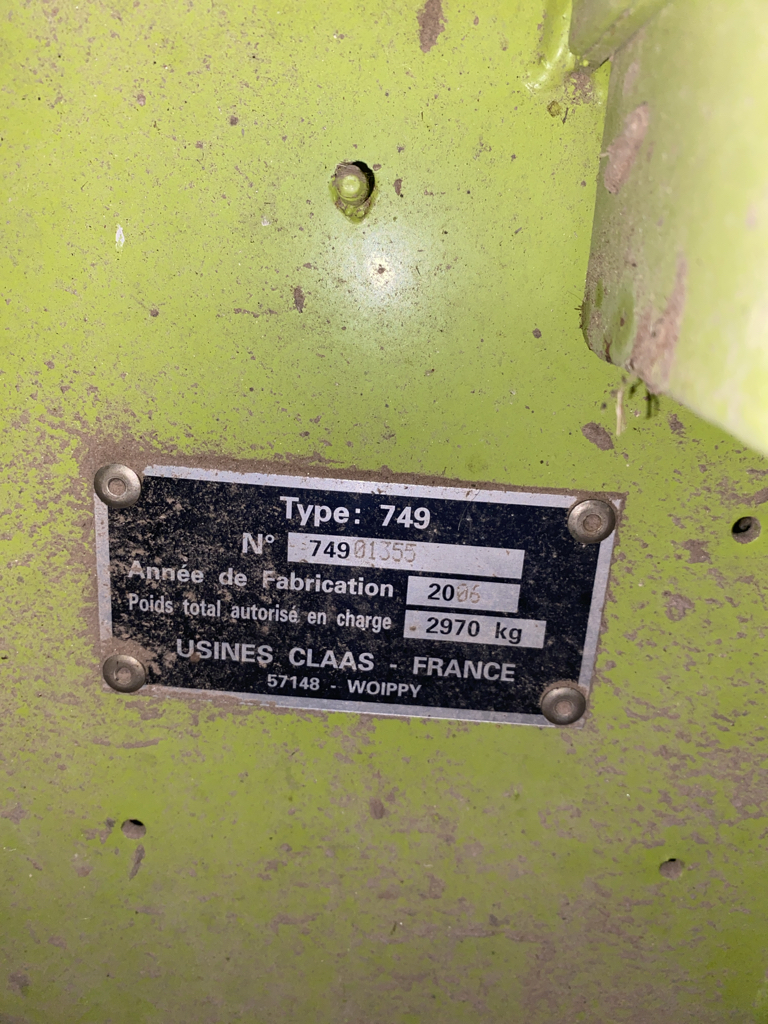 Type: 749
N° 74901355
Année de Fabrication 2006
Poids total autorisé en charge 2970 kg
USINES CLAAS - FRANCE
57148 - WOIPPY